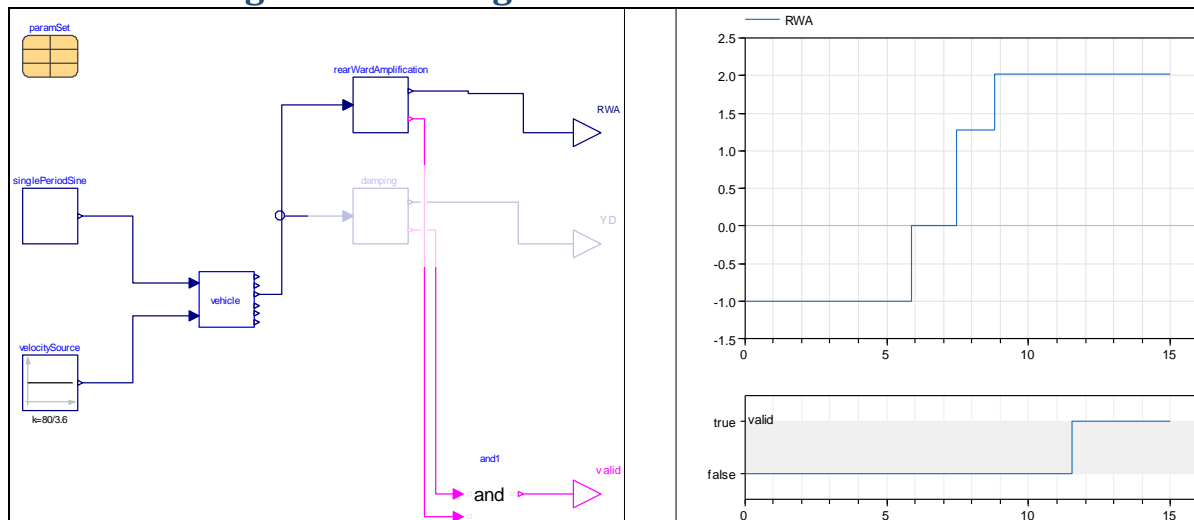 paramSet
rearWardAmplification
RWA
singlePeriodSine
damping
YD
vehicle
velocitySource
k=80/3.6
and1
and
valid
RWA
2.5
2.0
1.5
1.0
0.5
0.0
-0.5
-1.0
-1.5
0 5 10 15
true
valid
false
0 5 10 15